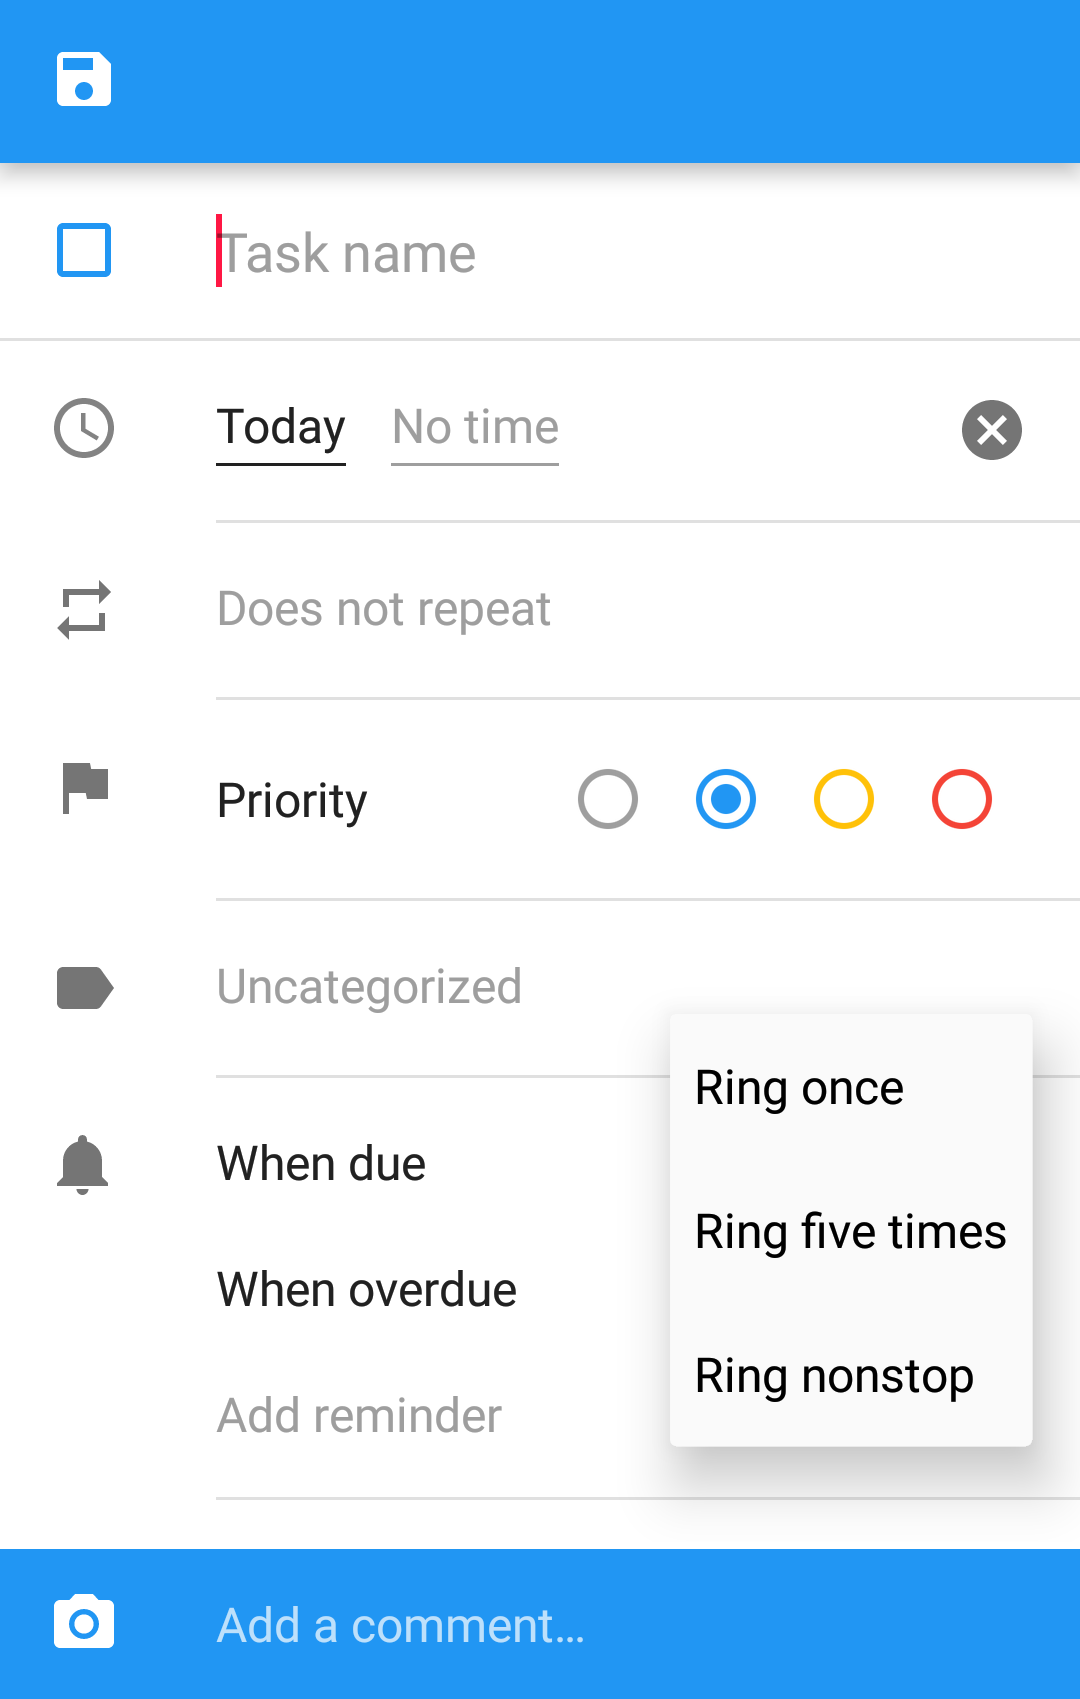 Task name
Today No time
Does not repeat
Priority
Uncategorized
Ring once
When due
Ring five times
When overdue
Ring nonstop
Add reminder
Add a comment...